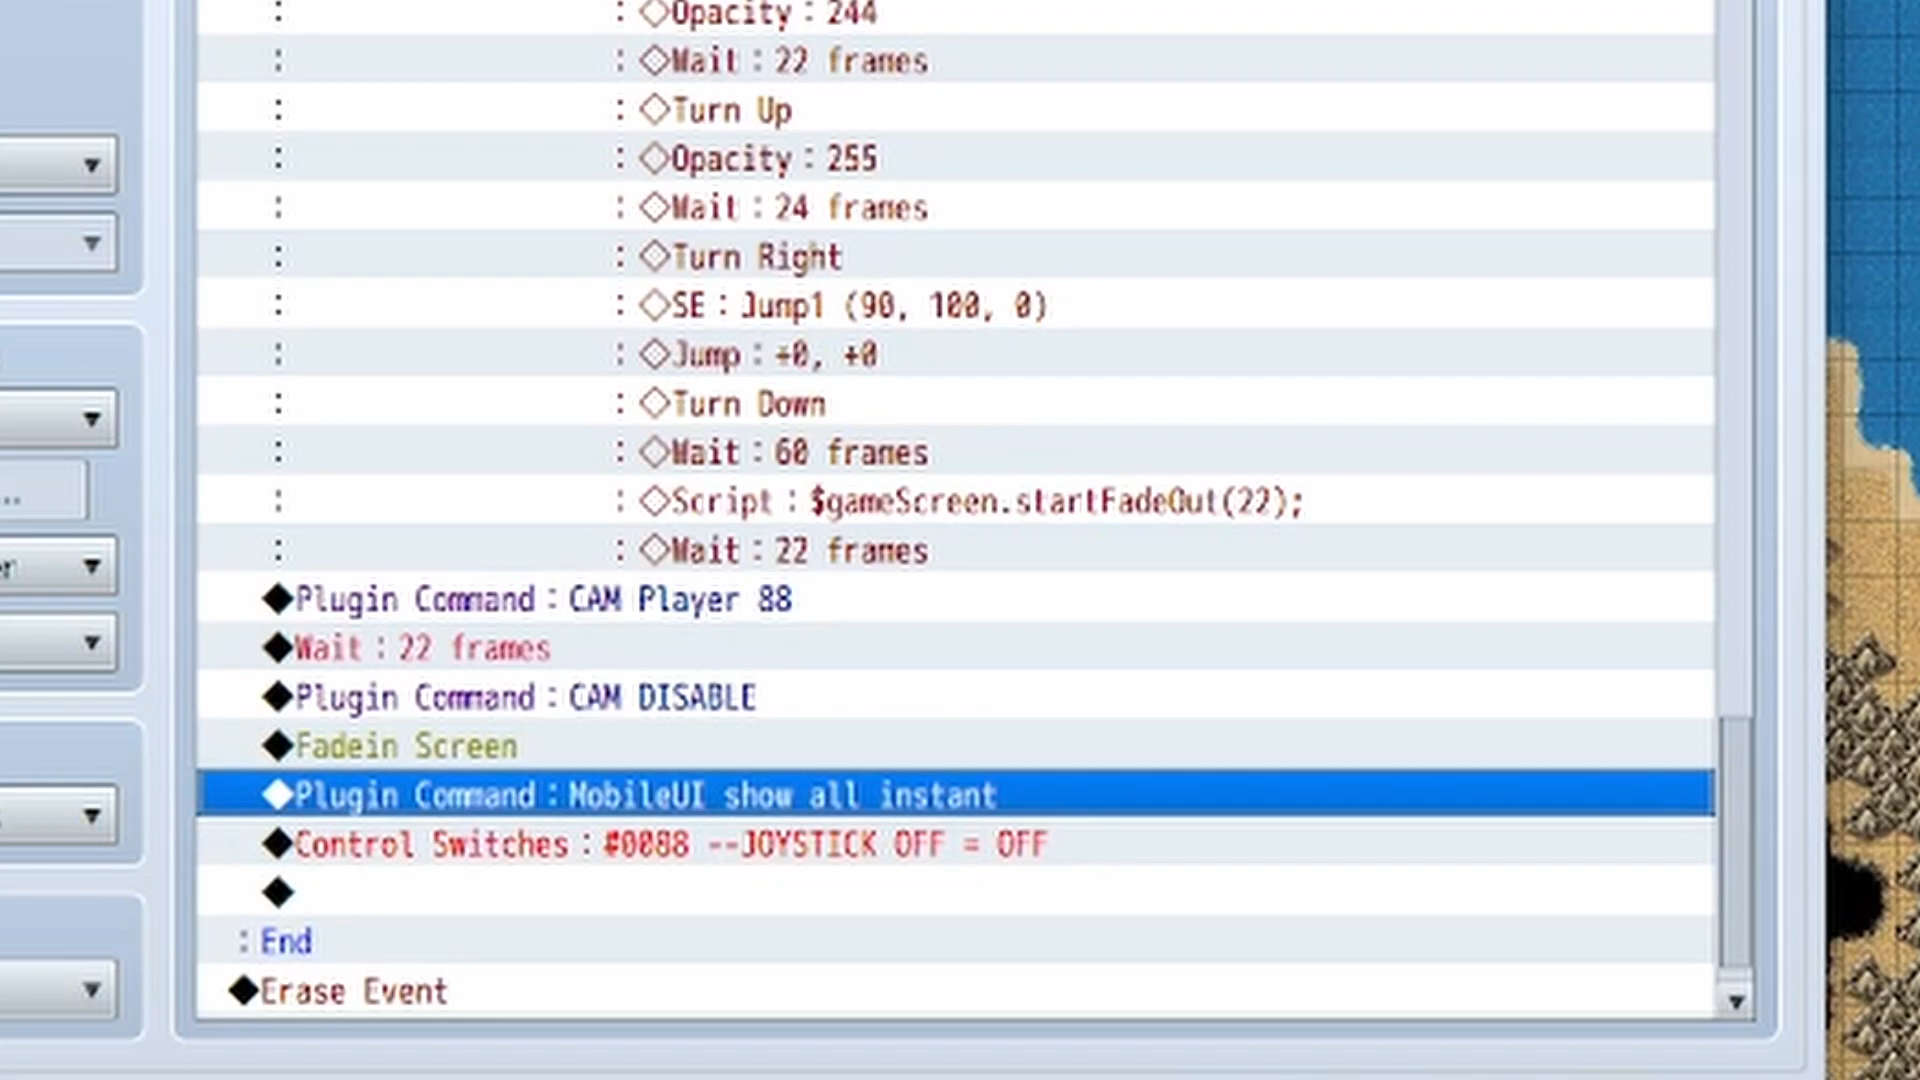 : : ◇Opacity : 244
: : ◇Wait : 22 frames
: : ◇Turn Up
: : ◇Opacity : 255
: : ◇Wait : 24 frames
: : ◇Turn Right
: : ◇SE : Jump1 (90, 100, 0)
: : ◇Jump : +0, +0
: : ◇Turn Down
: : ◇Wait : 60 frames
: : ◇Script : $gameScreen.startFadeOut(22);
: : ◇Wait : 22 frames
◆Plugin Command : CAM Player 88
◆Wait : 22 frames
◆Plugin Command : CAM DISABLE
◆Fadein Screen
◆Plugin Command : MobileUI show all instant
◆Control Switches : #0088 --JOYSTICK OFF = OFF
◆
: End
◆Erase Event
...